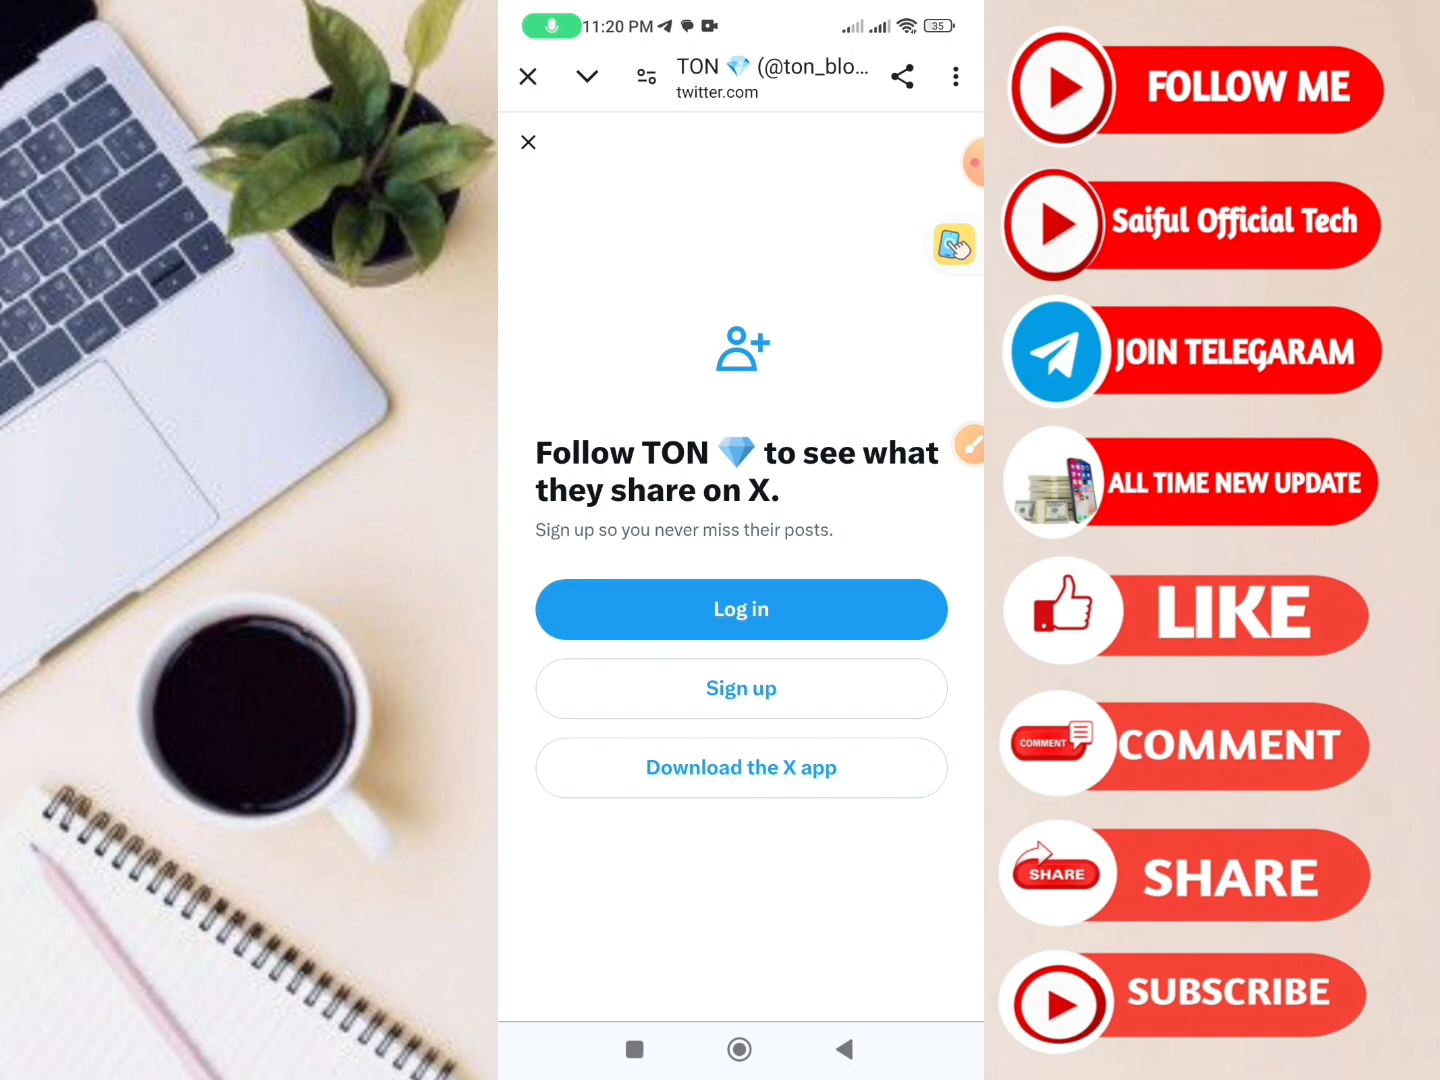 11:20 PM
35
TON 💎 (@ton_blo...
twitter.com
Follow TON 💎 to see what
they share on X.
Sign up so you never miss their posts.
Log in
Sign up
Download the X app
FOLLOW ME
Saiful Official Tech
JOIN TELEGARAM
ALL TIME NEW UPDATE
LIKE
COMMENT
COMMENT
SHARE
SHARE
SUBSCRIBE